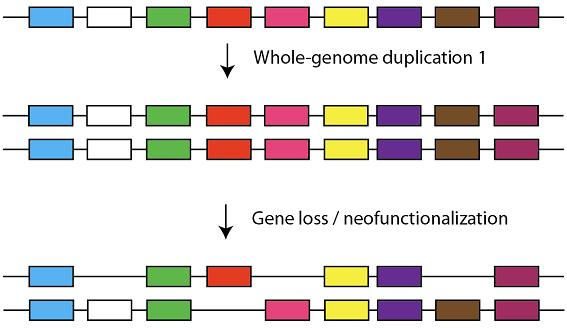 Whole-genome duplication 1
Gene loss / neofunctionalization